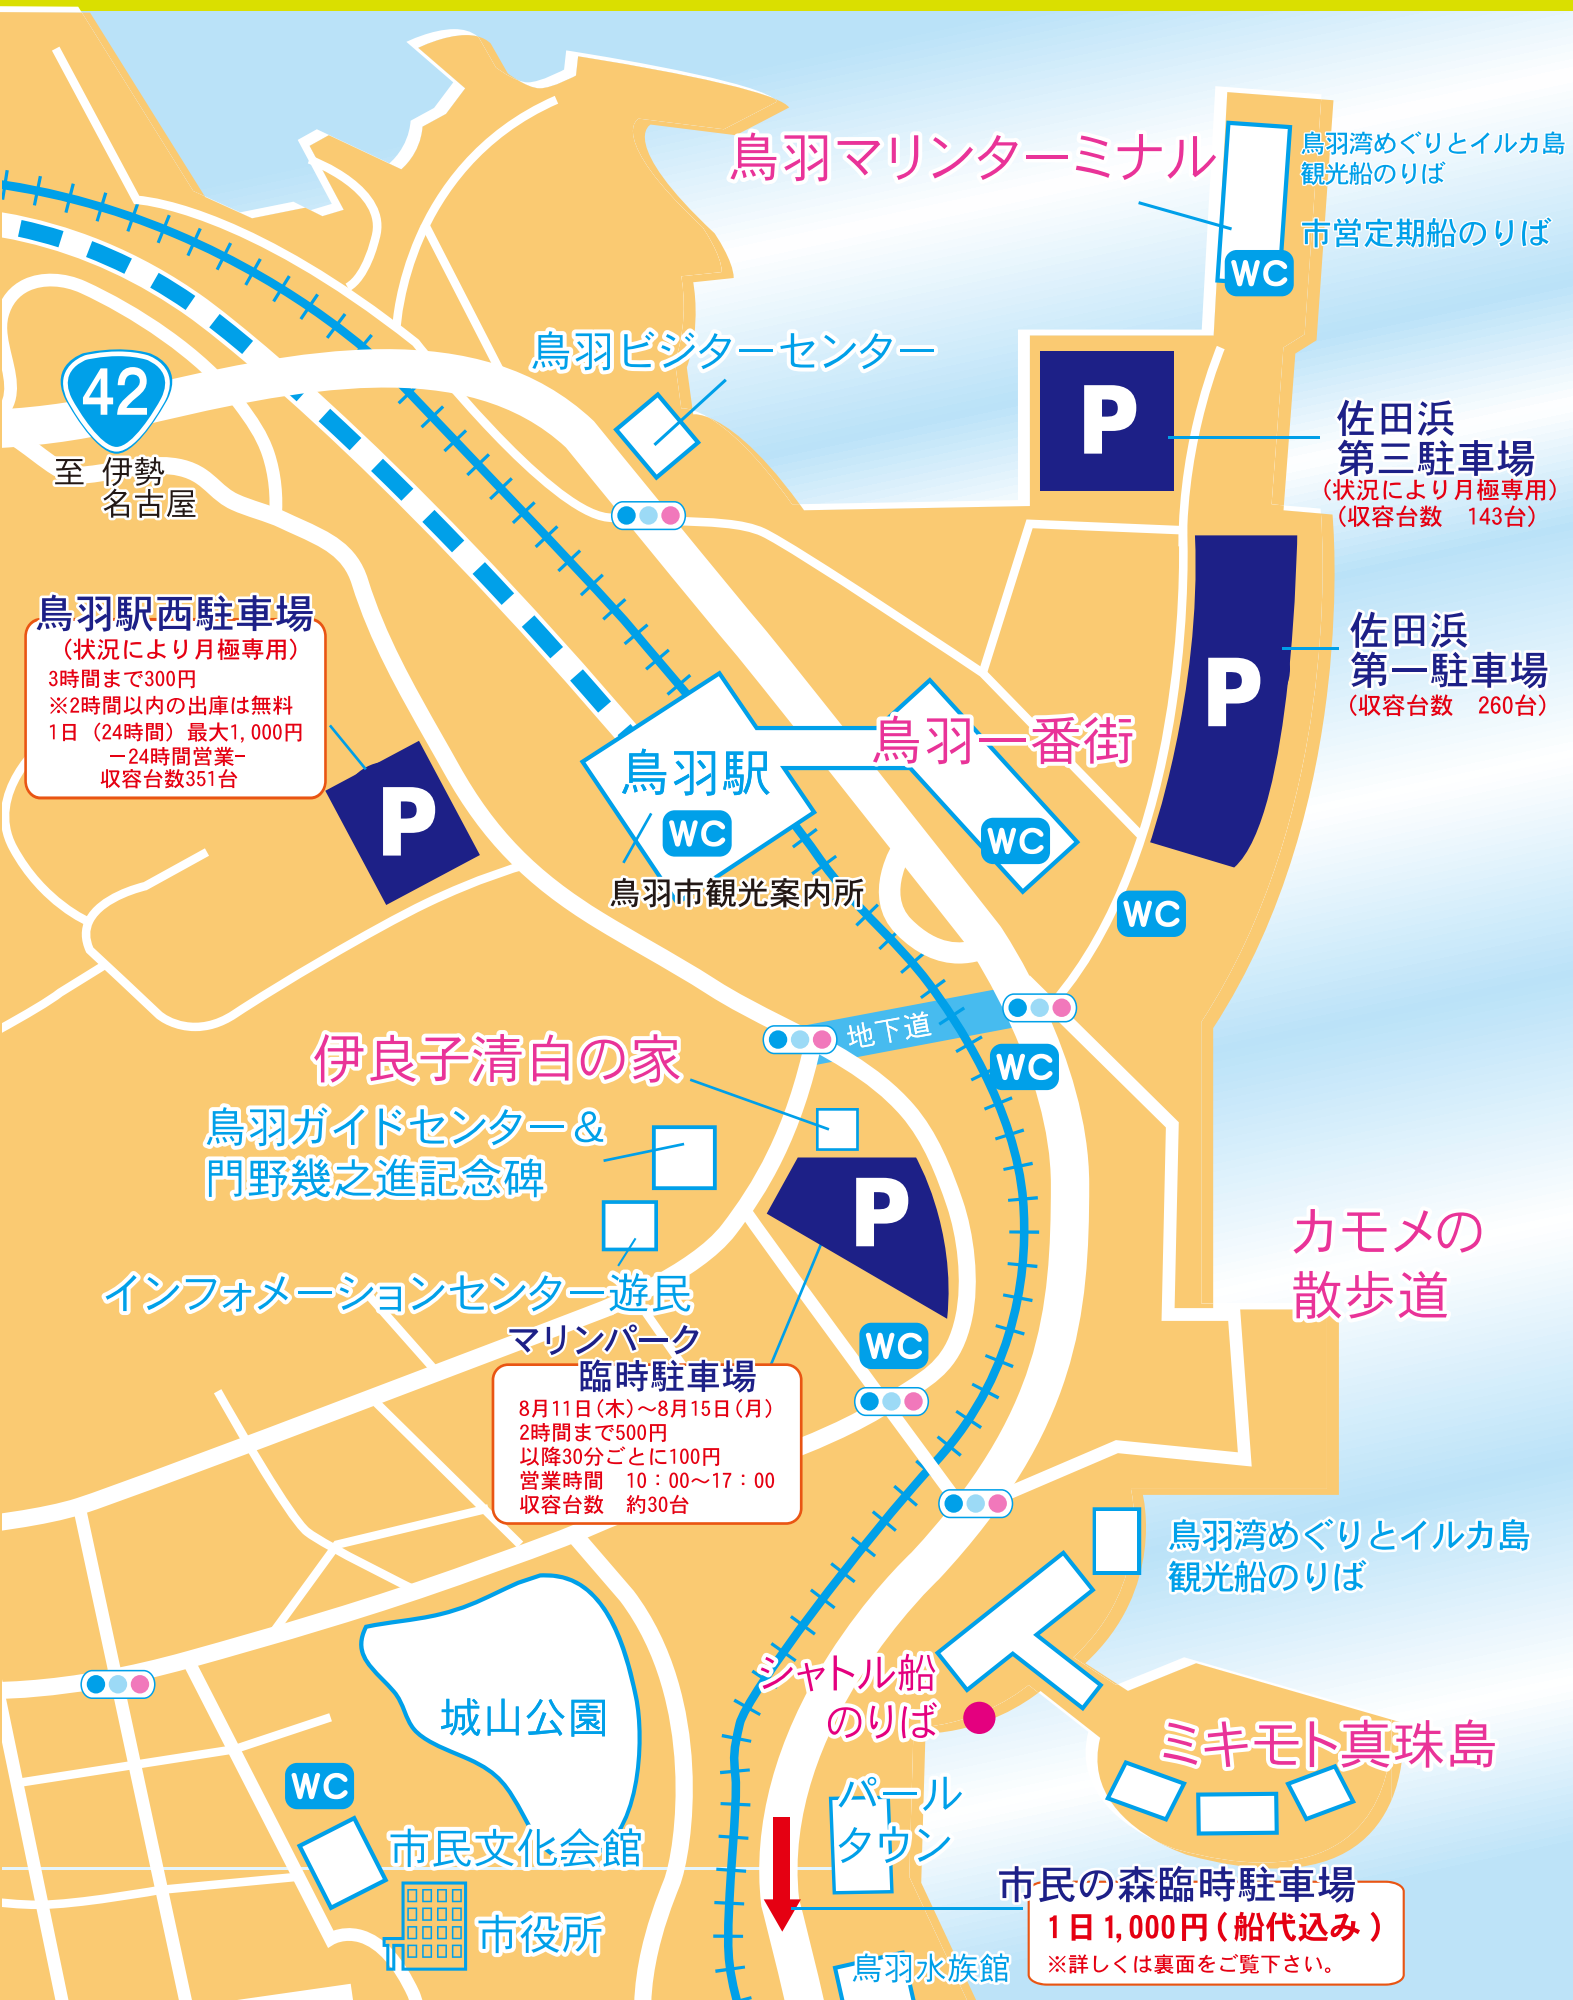 鳥羽マリンターミナル
鳥羽湾めぐりとイルカ島
観光船のりば
市営定期船のりば
WC
鳥羽ビジターセンター
42
至 伊勢
名古屋
P
佐田浜
第三駐車場
(状況により月極専用)
(収容台数 143台)
鳥羽駅西駐車場
(状況により月極専用)
3時間まで300円
※2時間以内の出庫は無料
1日(24時間)最大1,000円
−24時間営業−
収容台数351台
P
佐田浜
第一駐車場
(収容台数 260台)
P
鳥羽駅
WC
鳥羽一番街
WC
鳥羽市観光案内所
WC
地下道
WC
伊良子清白の家
鳥羽ガイドセンター&
門野幾之進記念碑
P
インフォメーションセンター遊民
カモメの
散歩道
マリンパーク
臨時駐車場
8月11日(木)〜8月15日(月)
2時間まで500円
以降30分ごとに100円
営業時間 10:00〜17:00
収容台数 約30台
WC
鳥羽湾めぐりとイルカ島
観光船のりば
シャトル船
のりば
城山公園
ミキモト真珠島
WC
パール
タウン
市民文化会館
市役所
市民の森臨時駐車場
1日1,000円(船代込み)
※詳しくは裏面をご覧下さい。
鳥羽水族館